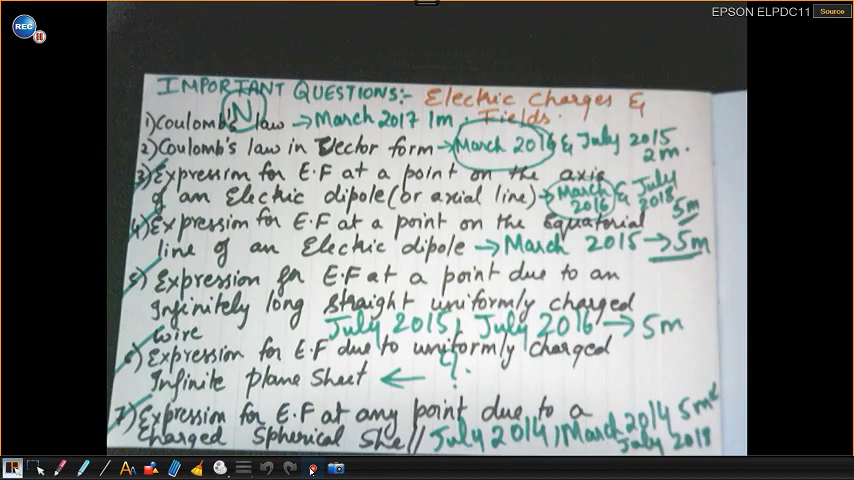 EPSON ELPDC11 Source
REC
IMPORTANT QUESTIONS:- Electric Charges &
Fields.
N
1) Coulomb's law → March 2017 1m.
2) Coulomb's law in Vector form → March 2016 & July 2015
2m.
3) Expression for E.F at a point on the axis
of an Electric dipole (or axial line) → March 2016 & July 2018 5m
4) Expression for E.F at a point on the Equatorial
line of an Electric dipole → March 2015 → 5m
5) Expression for E.F at a point due to an
Infinitely long straight uniformly charged
wire July 2015, July 2016 → 5m
6) Expression for E.F due to uniformly charged
Infinite plane sheet ← ?
7) Expression for E.F at any point due to a
Charged Spherical Shell July 2014, March 2014 5m
July 2018